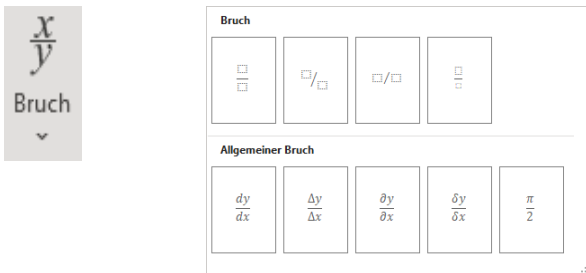 x/y
Bruch
Bruch
□/□ □/□ □/□ □/□
Allgemeiner Bruch
dy/dx Δy/Δx ∂y/∂x δy/δx π/2